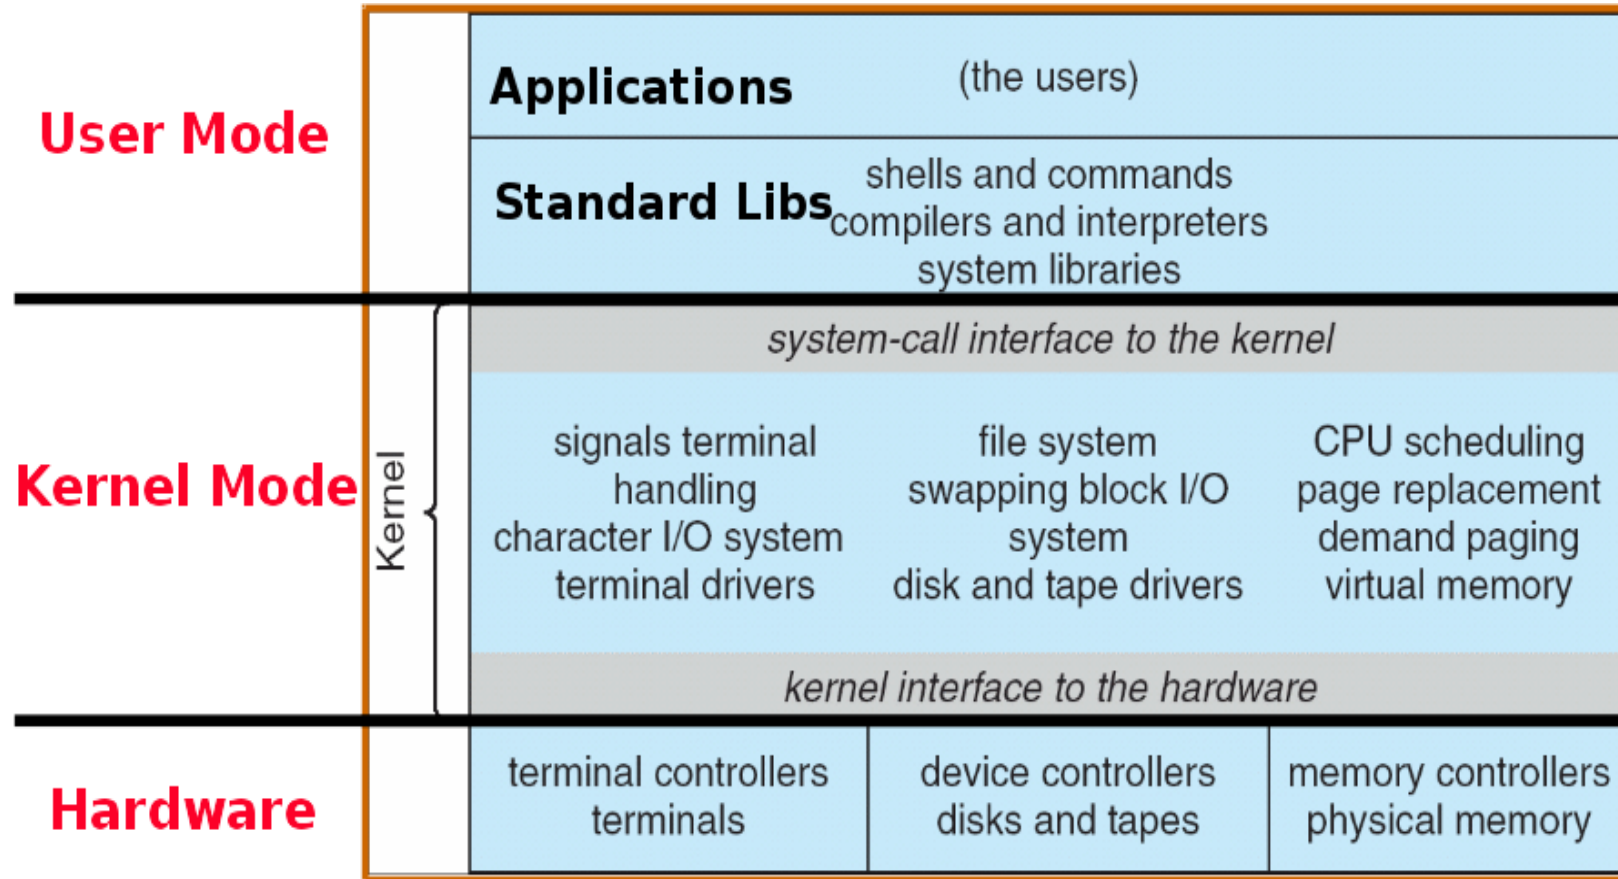 User Mode
Applications
(the users)
Standard Libs
shells and commands
compilers and interpreters
system libraries
Kernel Mode
Kernel
system-call interface to the kernel
signals terminal
handling
character I/O system
terminal drivers
file system
swapping block I/O
system
disk and tape drivers
CPU scheduling
page replacement
demand paging
virtual memory
kernel interface to the hardware
Hardware
terminal controllers
terminals
device controllers
disks and tapes
memory controllers
physical memory